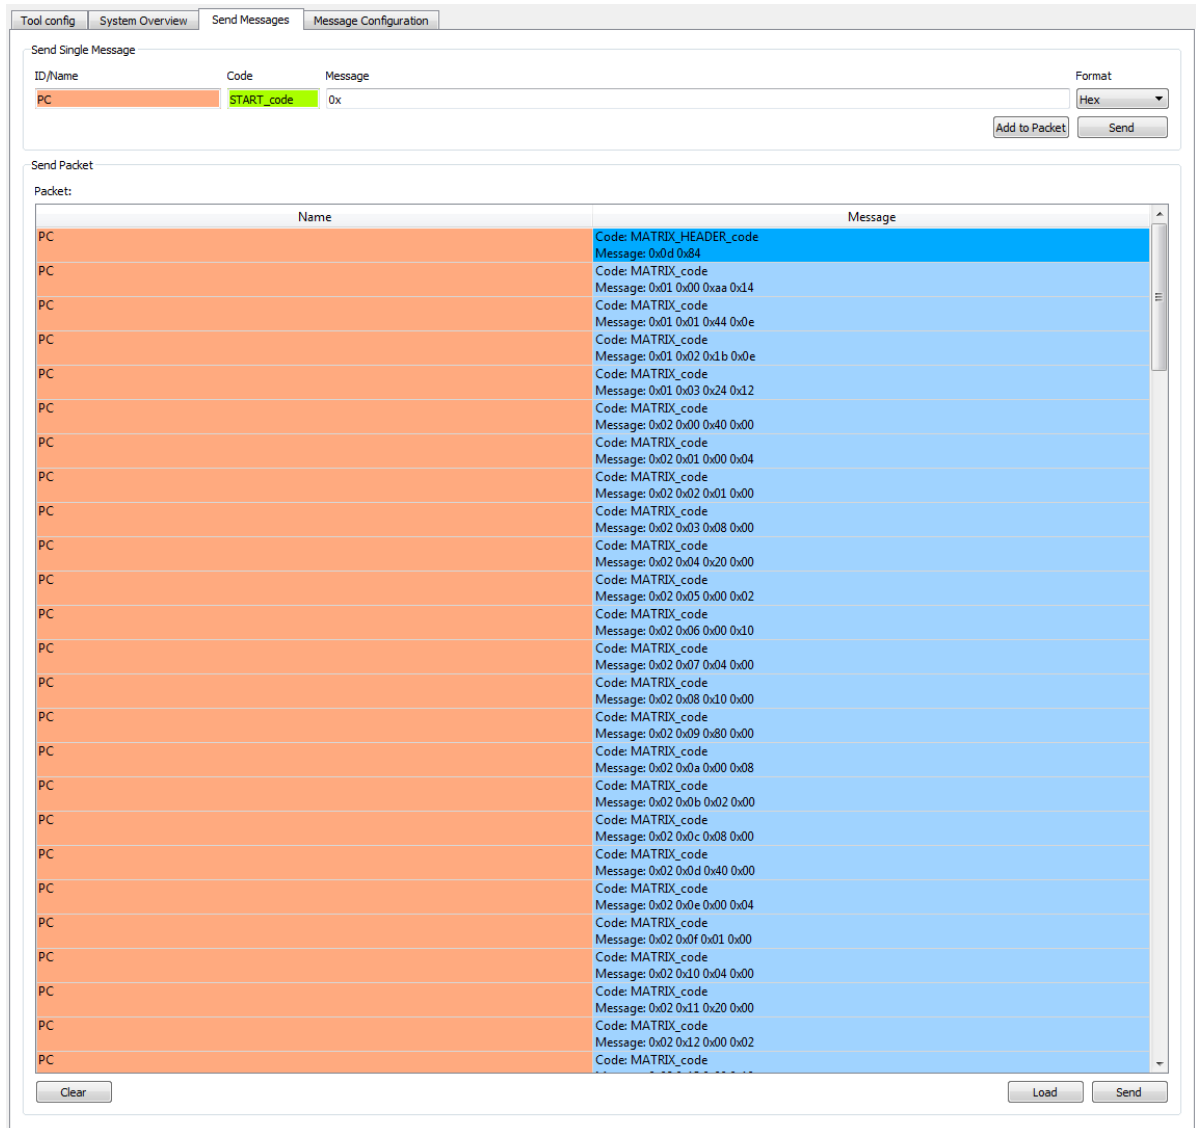 Tool config System Overview Send Messages Message Configuration
Send Single Message
ID/Name Code Message Format
PC START_code 0x Hex
Add to Packet Send
Send Packet
Packet:
Name Message
PC Code: MATRIX_HEADER_code
Message: 0x0d 0x84
PC Code: MATRIX_code
Message: 0x01 0x00 0xaa 0x14
PC Code: MATRIX_code
Message: 0x01 0x01 0x44 0x0e
PC Code: MATRIX_code
Message: 0x01 0x02 0x1b 0x0e
PC Code: MATRIX_code
Message: 0x01 0x03 0x24 0x12
PC Code: MATRIX_code
Message: 0x02 0x00 0x40 0x00
PC Code: MATRIX_code
Message: 0x02 0x01 0x00 0x04
PC Code: MATRIX_code
Message: 0x02 0x02 0x01 0x00
PC Code: MATRIX_code
Message: 0x02 0x03 0x08 0x00
PC Code: MATRIX_code
Message: 0x02 0x04 0x20 0x00
PC Code: MATRIX_code
Message: 0x02 0x05 0x00 0x02
PC Code: MATRIX_code
Message: 0x02 0x06 0x00 0x10
PC Code: MATRIX_code
Message: 0x02 0x07 0x04 0x00
PC Code: MATRIX_code
Message: 0x02 0x08 0x10 0x00
PC Code: MATRIX_code
Message: 0x02 0x09 0x80 0x00
PC Code: MATRIX_code
Message: 0x02 0x0a 0x00 0x08
PC Code: MATRIX_code
Message: 0x02 0x0b 0x02 0x00
PC Code: MATRIX_code
Message: 0x02 0x0c 0x08 0x00
PC Code: MATRIX_code
Message: 0x02 0x0d 0x40 0x00
PC Code: MATRIX_code
Message: 0x02 0x0e 0x00 0x04
PC Code: MATRIX_code
Message: 0x02 0x0f 0x01 0x00
PC Code: MATRIX_code
Message: 0x02 0x10 0x04 0x00
PC Code: MATRIX_code
Message: 0x02 0x11 0x20 0x00
PC Code: MATRIX_code
Message: 0x02 0x12 0x00 0x02
PC Code: MATRIX_code
Clear Load Send